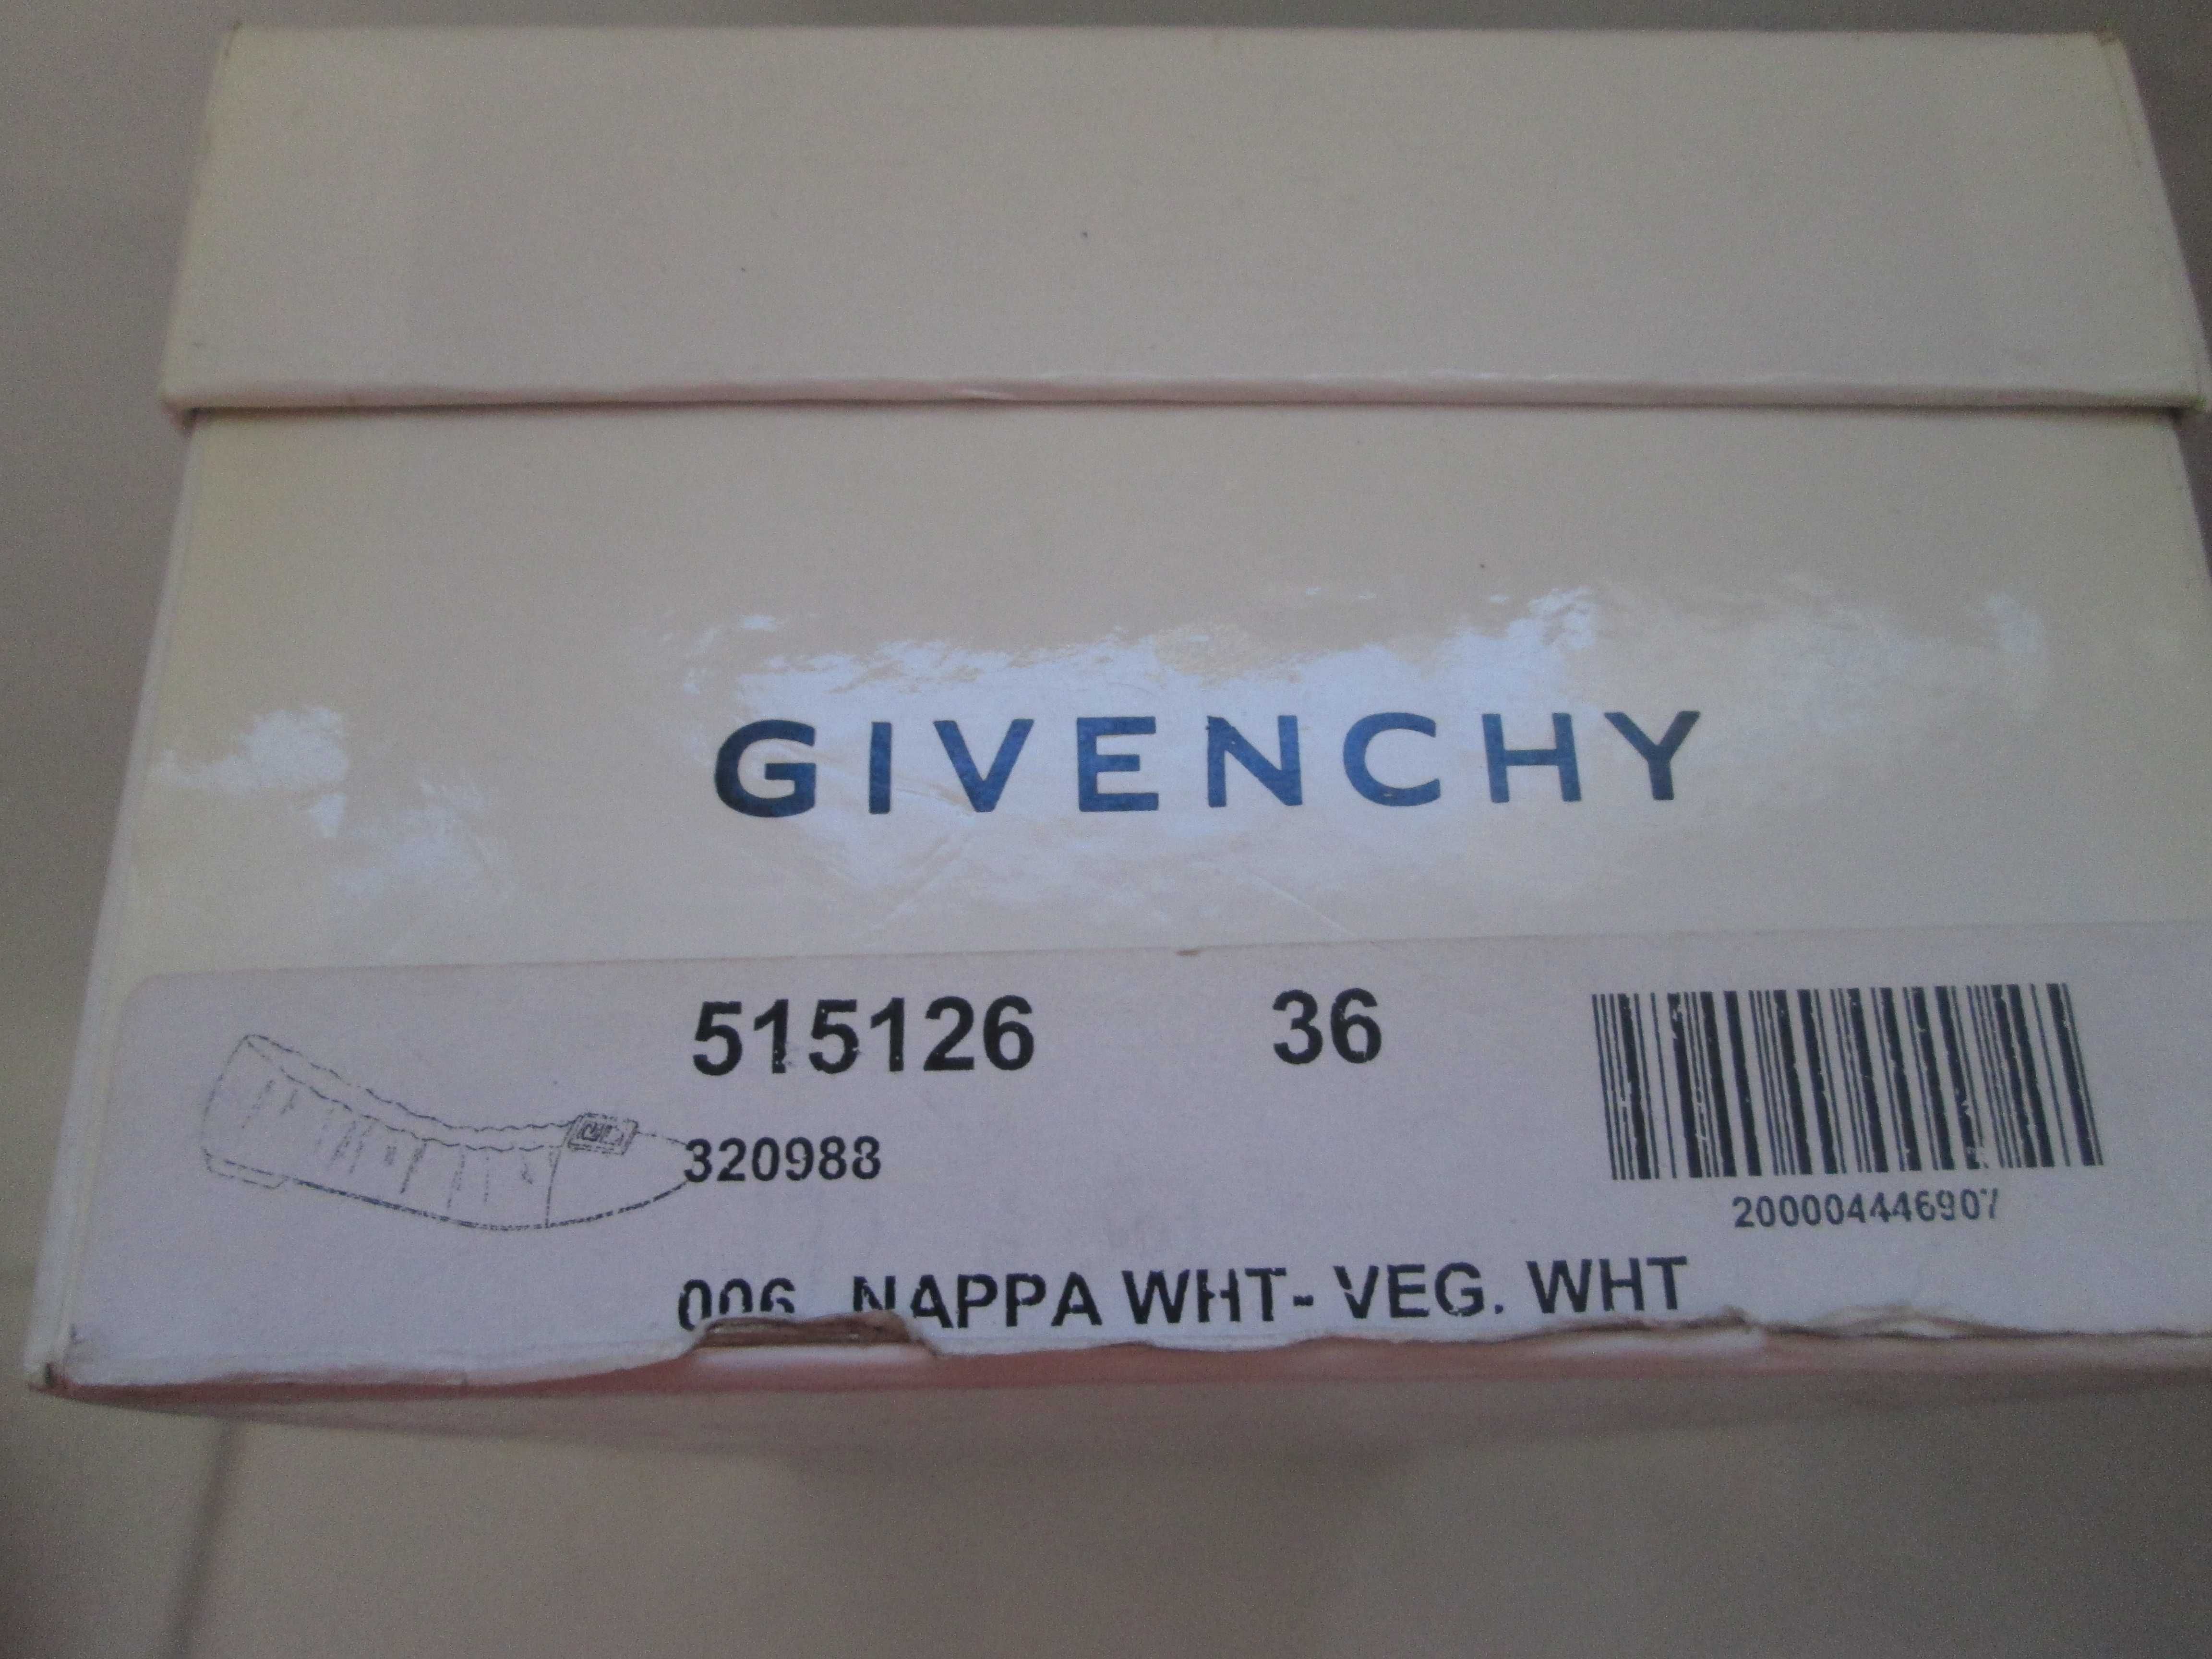 GIVENCHY
515126 36
320988
200004446907
006 NAPPA WHT- VEG. WHT